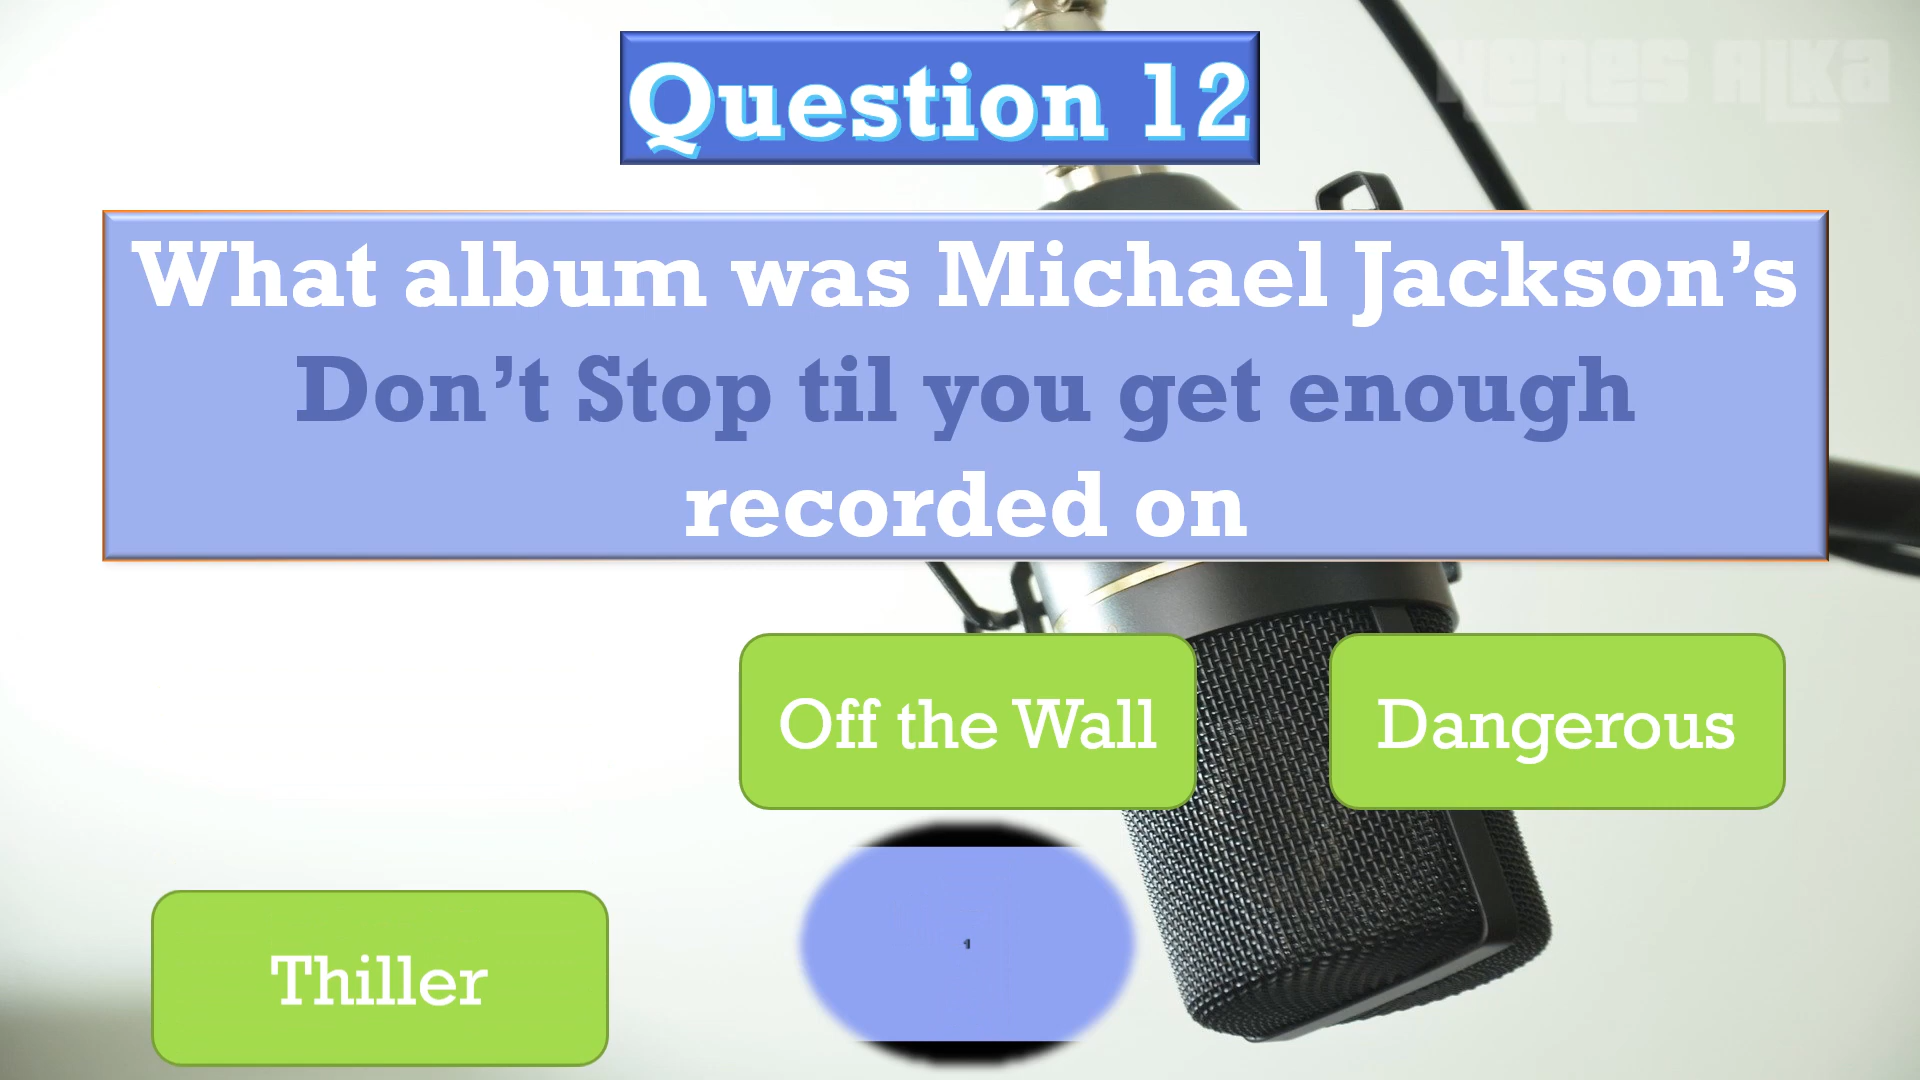 Question 12
What album was Michael Jackson’s
Don’t Stop til you get enough
recorded on
Off the Wall
Dangerous
Thiller
1